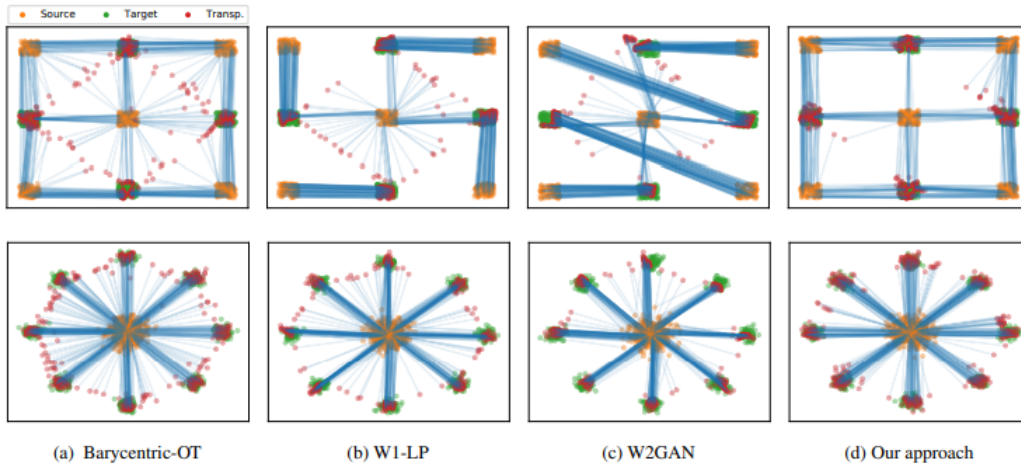 Source Target Transp.
(a) Barycentric-OT (b) W1-LP (c) W2GAN (d) Our approach